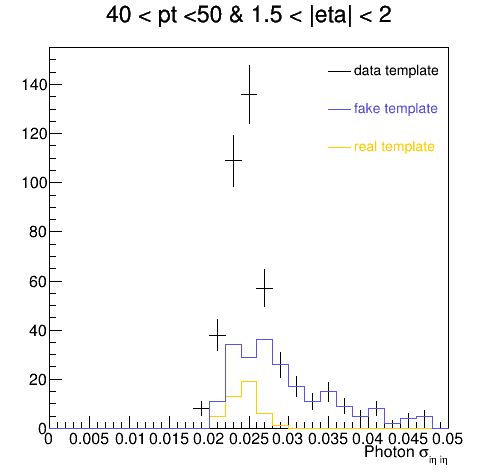 40 < pt <50 & 1.5 < |eta| < 2
data template
fake template
real template
140
120
100
80
60
40
20
0
0 0.005 0.01 0.015 0.02 0.025 0.03 0.035 0.04 0.045 0.05
Photon σiη iη